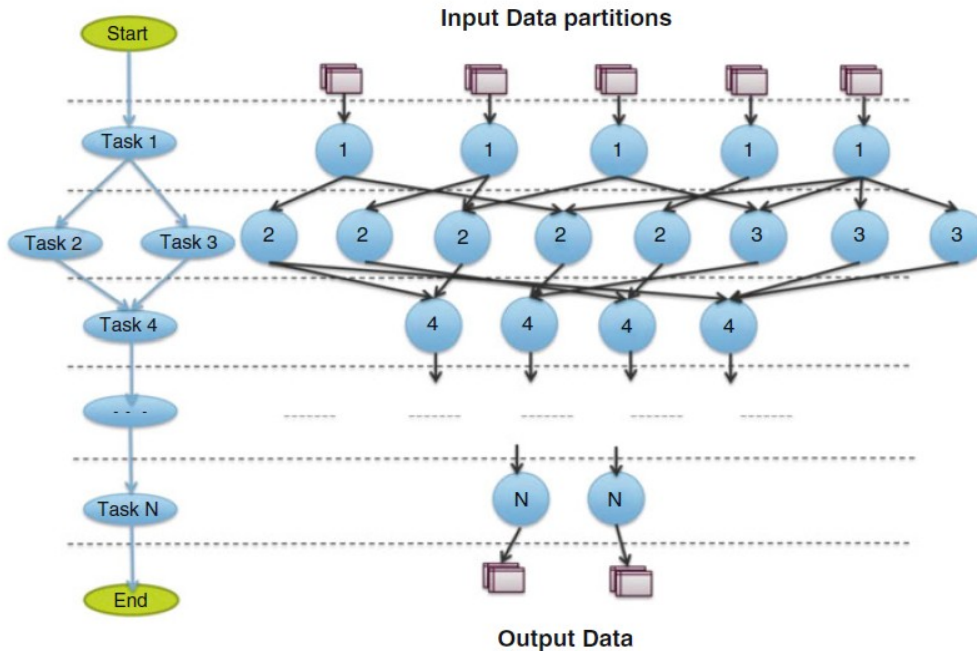 Input Data partitions
Start
Task 1
1 1 1 1 1
Task 2 Task 3 2 2 2 2 2 3 3 3
Task 4 4 4 4 4
- - -
Task N N N
End
Output Data